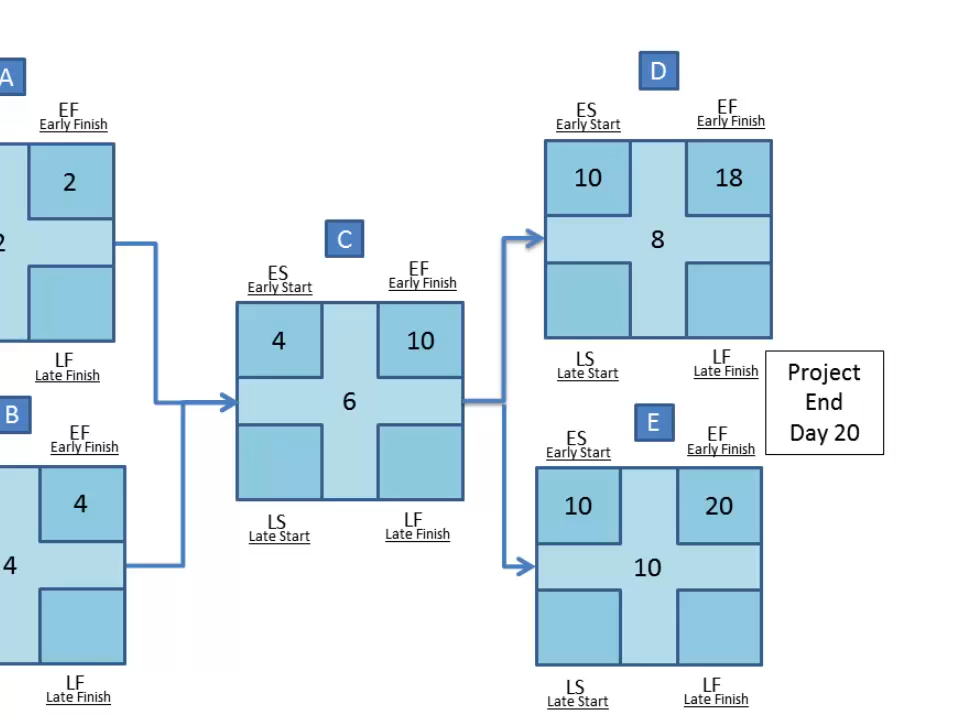 A
EF
Early Finish
2
2
LF
Late Finish
B
EF
Early Finish
4
4
LF
Late Finish
C
ES
Early Start
EF
Early Finish
4
10
6
LS
Late Start
LF
Late Finish
D
ES
Early Start
EF
Early Finish
10
18
8
LS
Late Start
LF
Late Finish
Project
End
Day 20
E
ES
Early Start
EF
Early Finish
10
20
10
LS
Late Start
LF
Late Finish